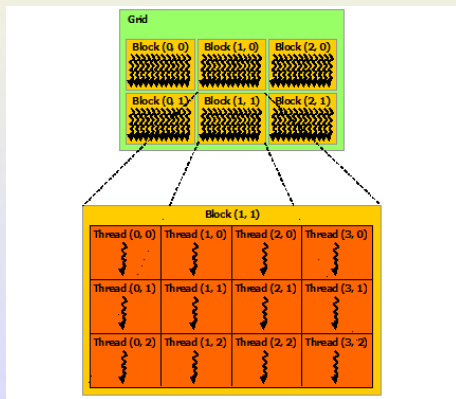 Grid
Block (0, 0) Block (1, 0) Block (2, 0)
Block (0, 1) Block (1, 1) Block (2, 1)
Block (1, 1)
Thread (0, 0) Thread (1, 0) Thread (2, 0) Thread (3, 0)
Thread (0, 1) Thread (1, 1) Thread (2, 1) Thread (3, 1)
Thread (0, 2) Thread (1, 2) Thread (2, 2) Thread (3, 2)